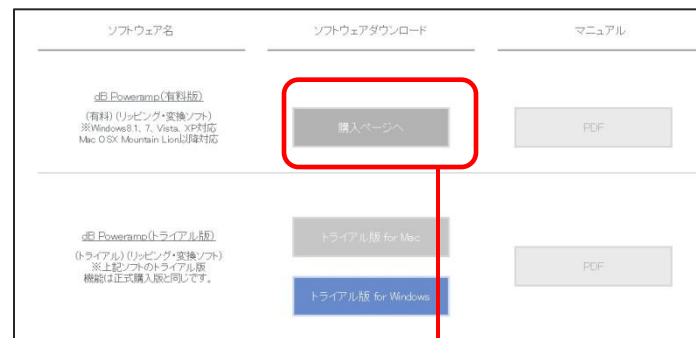 ソフトウェア名 ソフトウェアダウンロード マニュアル
dB Poweramp(有料版)
(有料)(リッピング・変換ソフト)
※Windows8.1、7、Vista、XP対応
Mac OSX Mountain Lion以降対応
購入ページへ
PDF
dB Poweramp(トライアル版)
(トライアル)(リッピング・変換ソフト)
※上記ソフトのトライアル版
機能は正式購入版と同じです。
トライアル版 for Mac
トライアル版 for Windows
PDF